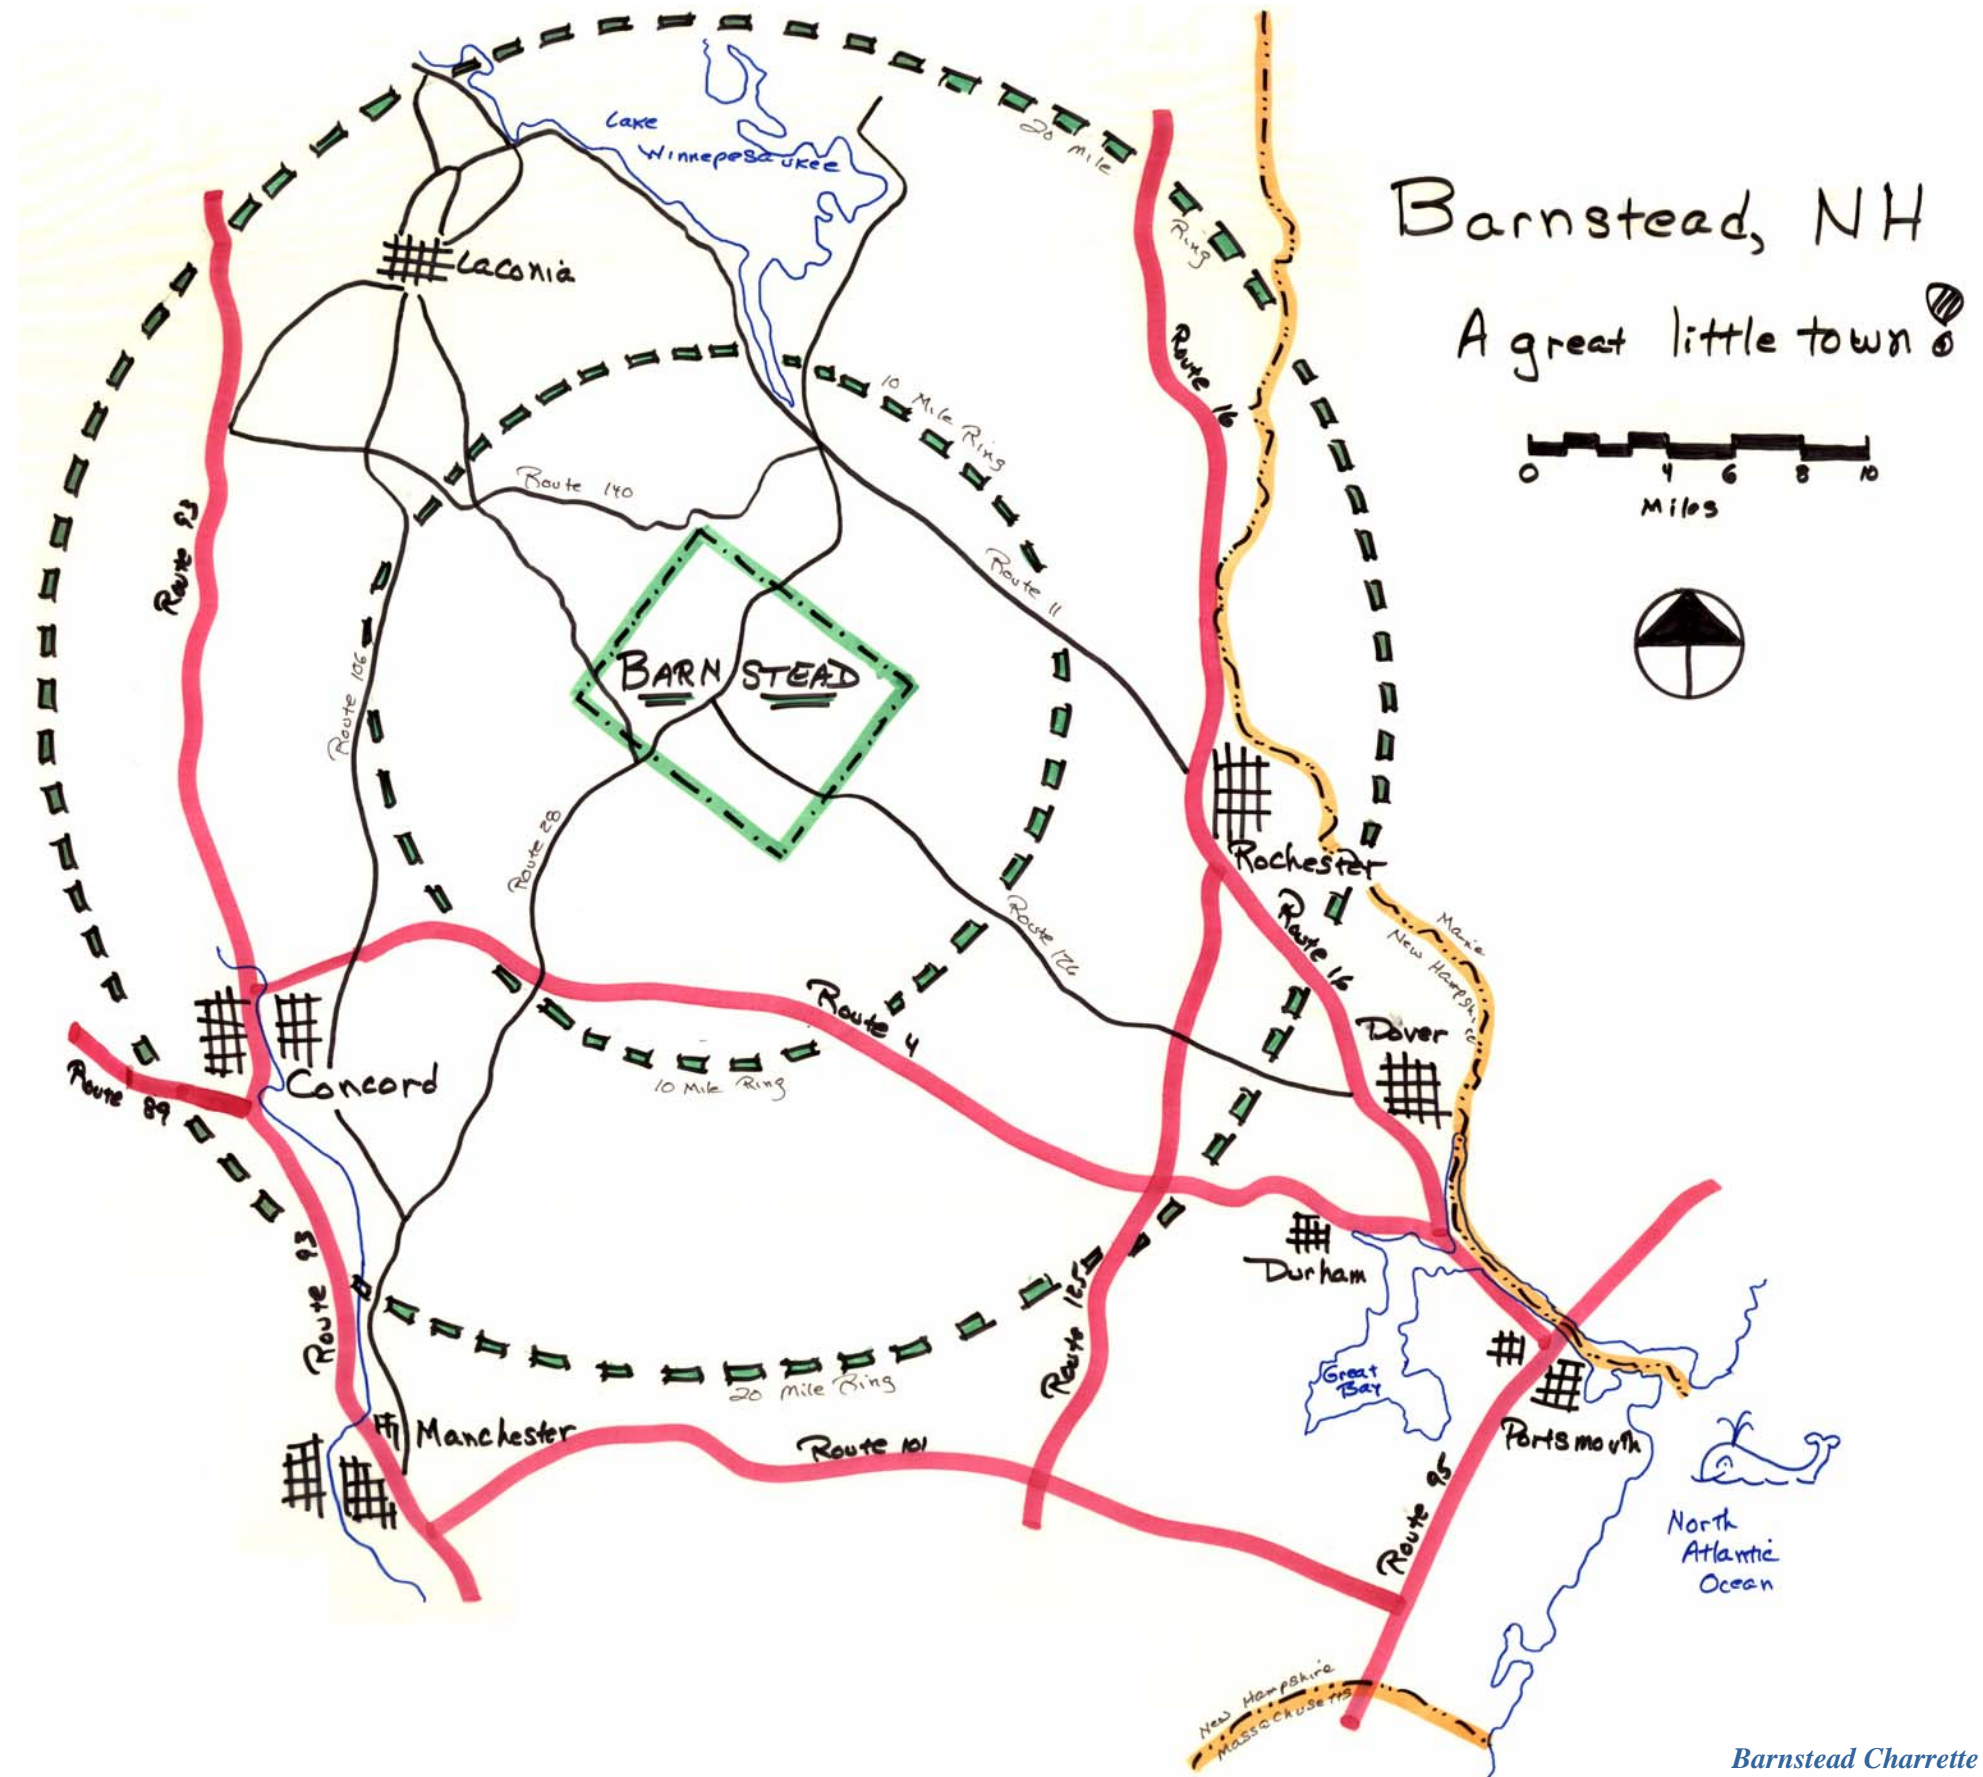 Lake
Winnepesaukee
20 Mile
Ring
Barnstead, NH
A great little town!
Laconia
Route 16
10 Mile Ring
0 4 6 8 10
Miles
Route 140
Route 93
Route 11
BARNSTEAD
Route 106
Route 28
Rochester
Route 126
Route 16
Maine
New Hampshire
Route 4
Dover
Concord
Route 89
10 Mile Ring
Durham
Route 93
Route 125
Great
Bay
20 Mile Ring
Manchester
Route 101
Portsmouth
Route 95
North
Atlantic
Ocean
New Hampshire
Massachusetts
Barnstead Charrette